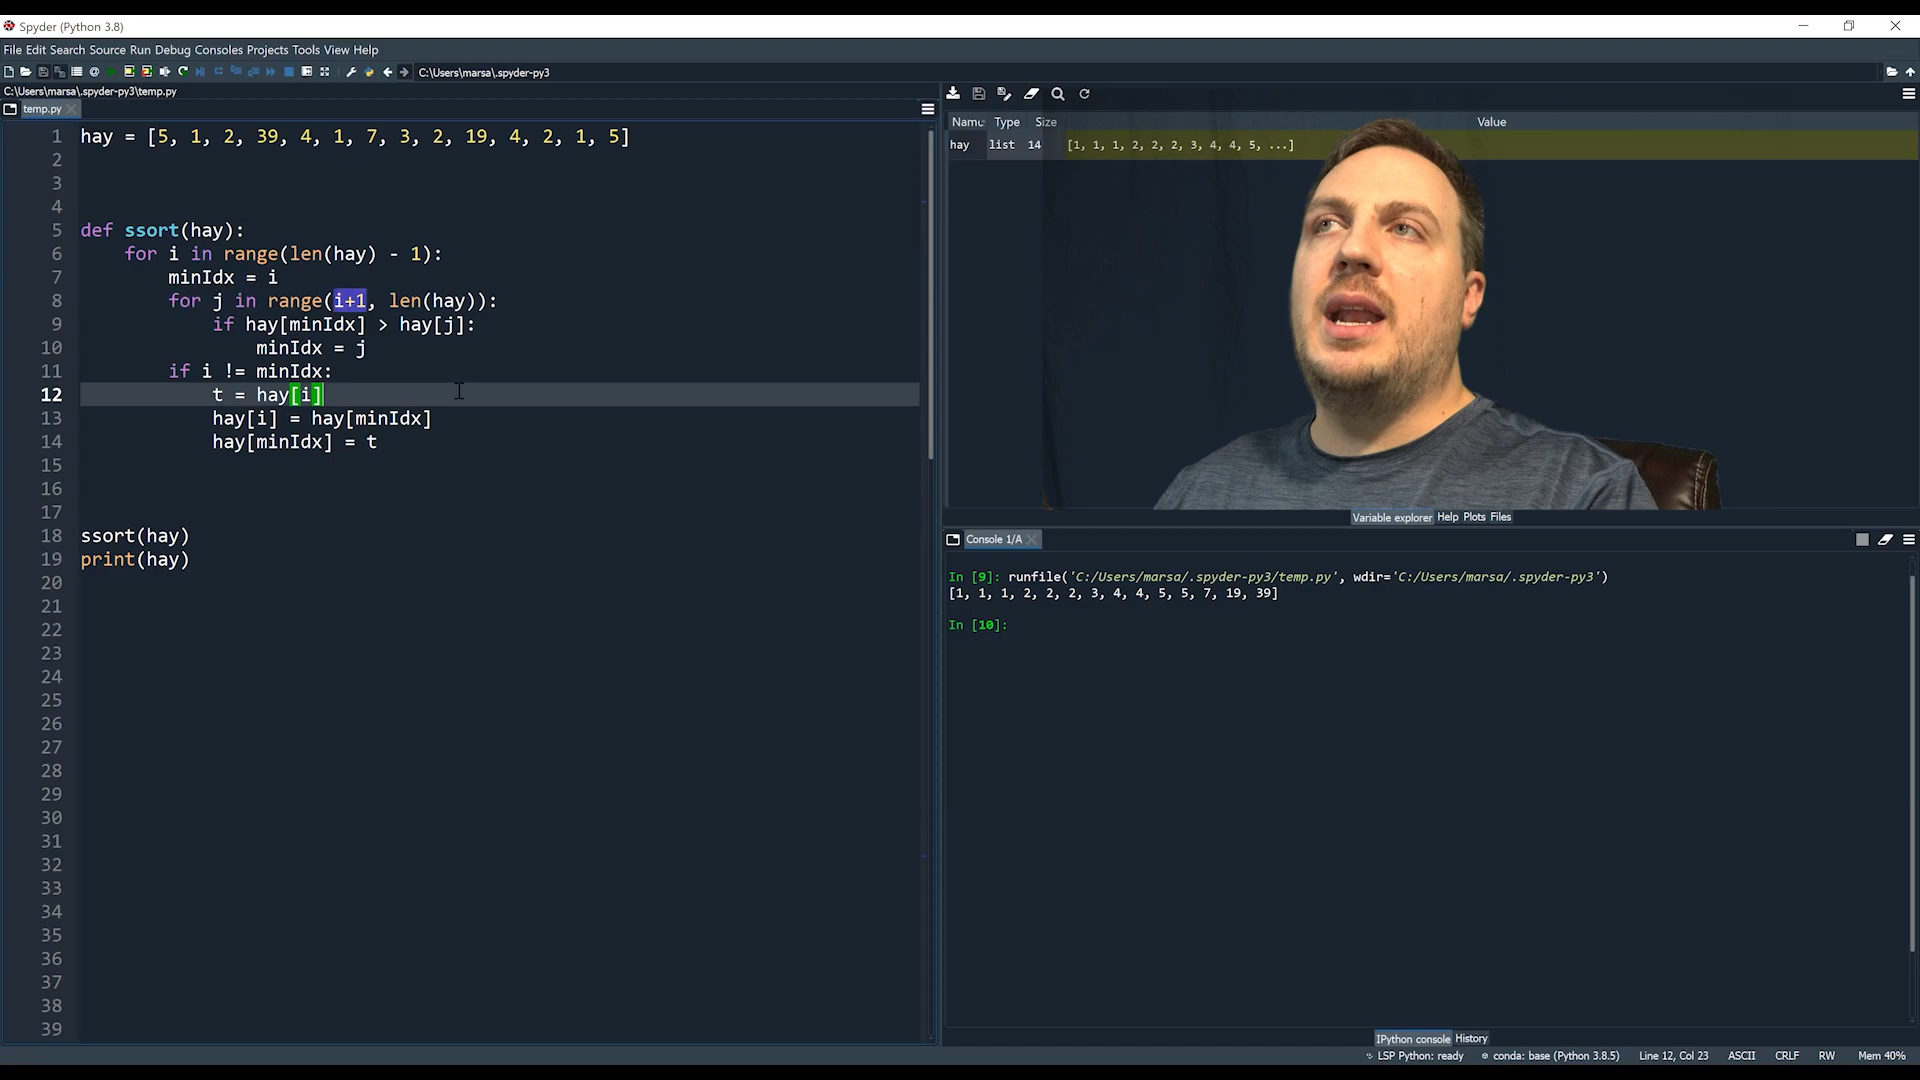 Spyder (Python 3.8)
File Edit Search Source Run Debug Consoles Projects Tools View Help
C:\Users\marsa\.spyder-py3
C:\Users\marsa\.spyder-py3\temp.py
temp.py
1 hay = [5, 1, 2, 39, 4, 1, 7, 3, 2, 19, 4, 2, 1, 5]
2
3
4
5 def ssort(hay):
6 for i in range(len(hay) - 1):
7 minIdx = i
8 for j in range(i+1, len(hay)):
9 if hay[minIdx] > hay[j]:
10 minIdx = j
11 if i != minIdx:
12 t = hay[i]
13 hay[i] = hay[minIdx]
14 hay[minIdx] = t
15
16
17
18 ssort(hay)
19 print(hay)
20
21
22
23
24
25
26
27
28
29
30
31
32
33
34
35
36
37
38
39
Name Type Size Value
hay list 14 [1, 1, 1, 2, 2, 2, 3, 4, 4, 5, ...]
Variable explorer Help Plots Files
Console 1/A
In [9]: runfile('C:/Users/marsa/.spyder-py3/temp.py', wdir='C:/Users/marsa/.spyder-py3')
[1, 1, 1, 2, 2, 2, 3, 4, 4, 5, 5, 7, 19, 39]
In [10]:
IPython console History
LSP Python: ready conda: base (Python 3.8.5) Line 12, Col 23 ASCII CRLF RW Mem 40%